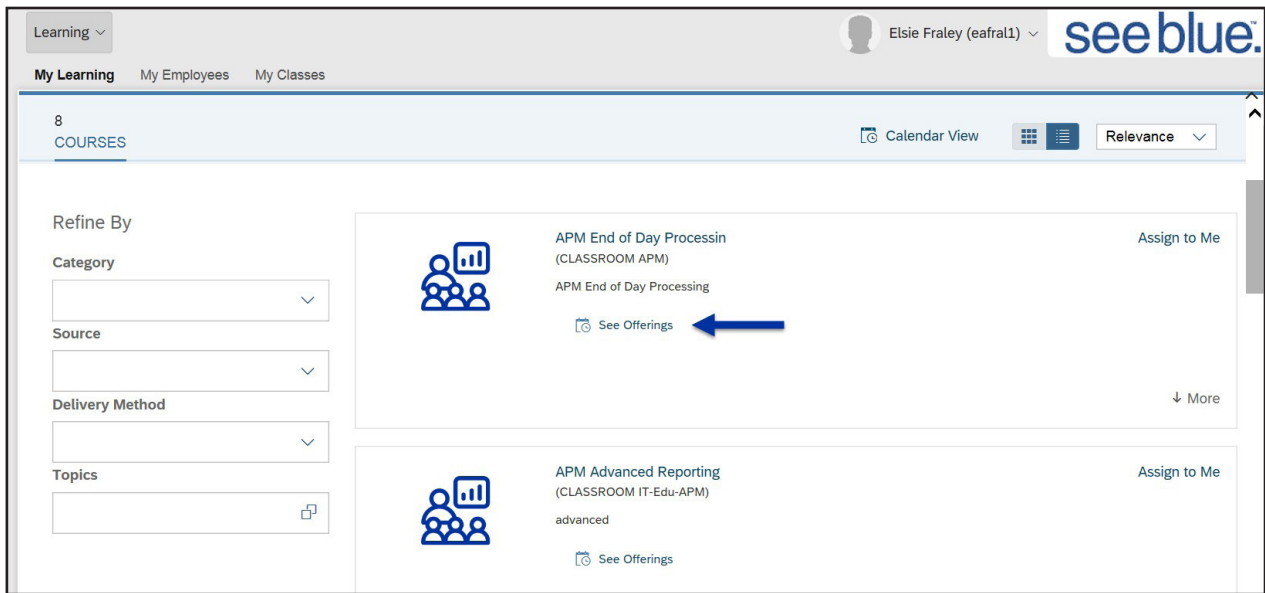 Learning
Elsie Fraley (eafral1)
see blue.™
My Learning My Employees My Classes
8
COURSES
Calendar View
Relevance
Refine By
Category
Source
Delivery Method
Topics
APM End of Day Processin
(CLASSROOM APM)
APM End of Day Processing
See Offerings
Assign to Me
More
APM Advanced Reporting
(CLASSROOM IT-Edu-APM)
advanced
See Offerings
Assign to Me